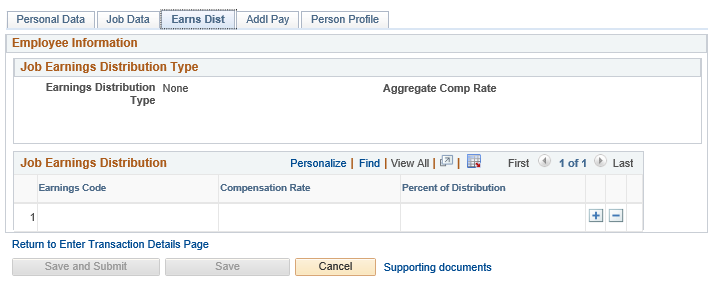 Personal Data Job Data Earns Dist Addl Pay Person Profile
Employee Information
Job Earnings Distribution Type
Earnings Distribution Type None Aggregate Comp Rate
Job Earnings Distribution Personalize | Find | View All | | First 1 of 1 Last
Earnings Code Compensation Rate Percent of Distribution
1
Return to Enter Transaction Details Page
Save and Submit Save Cancel Supporting documents